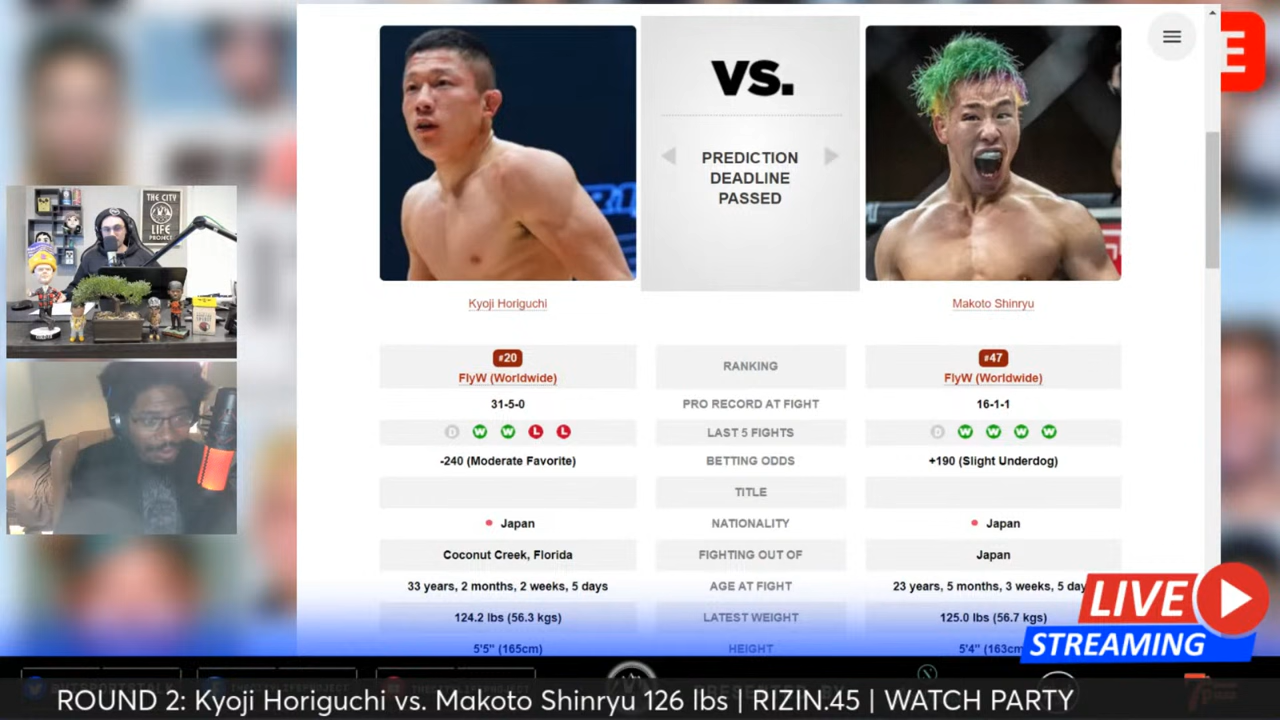 VS.
PREDICTION
DEADLINE
PASSED
Kyoji Horiguchi
Makoto Shinryu
#20
FlyW (Worldwide)
RANKING
#47
FlyW (Worldwide)
31-5-0
PRO RECORD AT FIGHT
16-1-1
D W W L L
LAST 5 FIGHTS
D W W W W
-240 (Moderate Favorite)
BETTING ODDS
+190 (Slight Underdog)
TITLE
Japan
NATIONALITY
Japan
Coconut Creek, Florida
FIGHTING OUT OF
Japan
33 years, 2 months, 2 weeks, 5 days
AGE AT FIGHT
23 years, 5 months, 3 weeks, 5 day
124.2 lbs (56.3 kgs)
LATEST WEIGHT
125.0 lbs (56.7 kgs)
5'5" (165cm)
HEIGHT
5'4" (163cm
THE CITY
LIFE
PROJECT
E
LIVE
STREAMING
ROUND 2: Kyoji Horiguchi vs. Makoto Shinryu 126 lbs | RIZIN.45 | WATCH PARTY